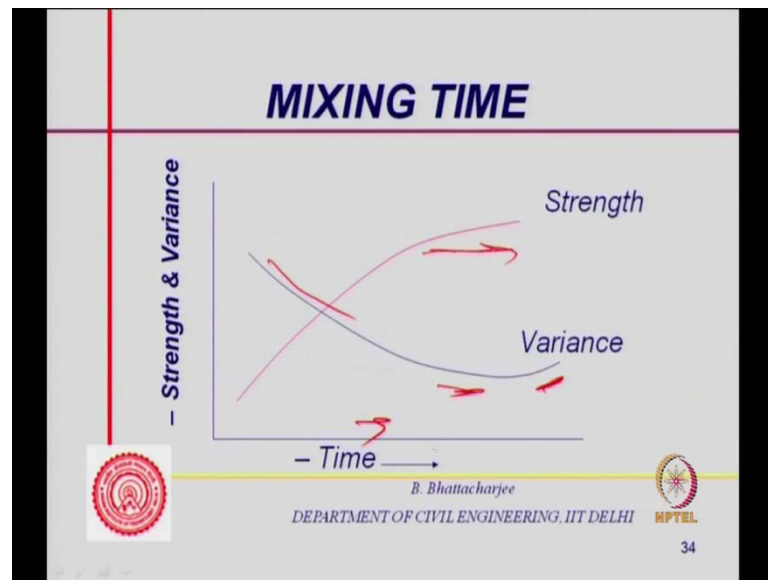 MIXING TIME
– Strength & Variance
Strength
Variance
– Time
B. Bhattacharjee
DEPARTMENT OF CIVIL ENGINEERING, IIT DELHI
NPTEL
34